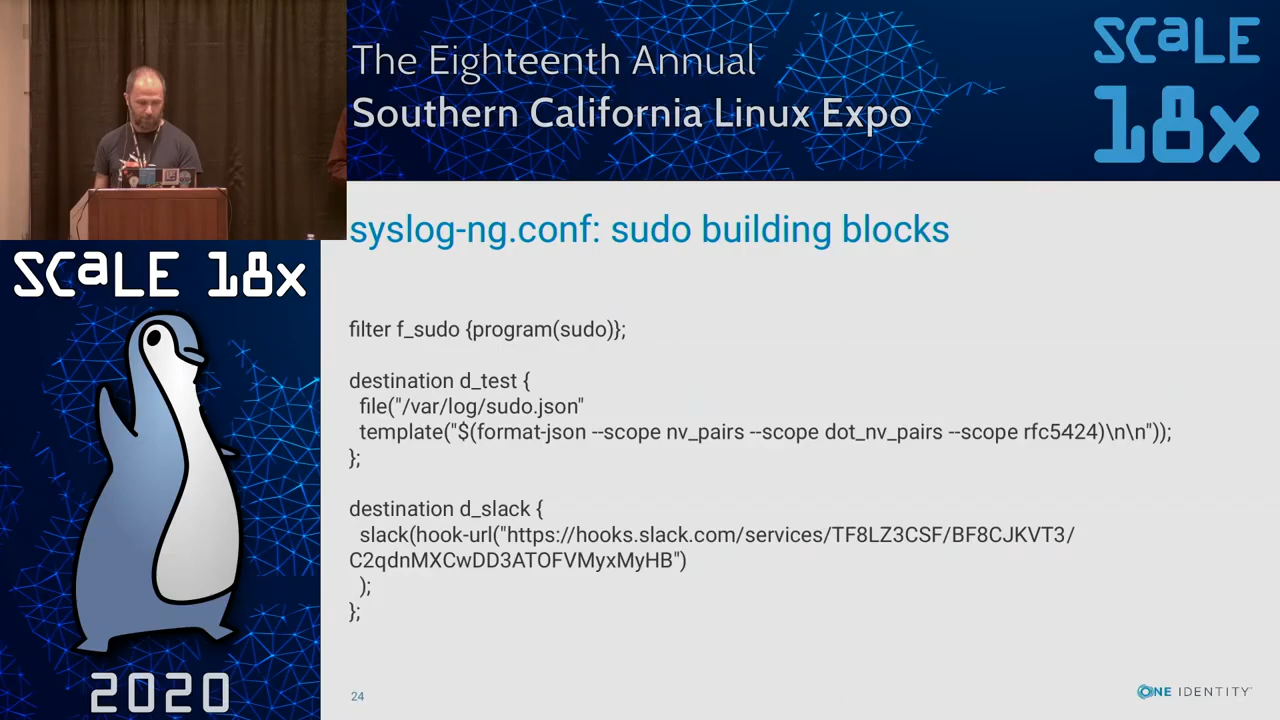 The Eighteenth Annual
Southern California Linux Expo
SCaLE
18x
syslog-ng.conf: sudo building blocks
SCaLE 18x
filter f_sudo {program(sudo)};
destination d_test {
file("/var/log/sudo.json"
template("$(format-json --scope nv_pairs --scope dot_nv_pairs --scope rfc5424)\n\n"));
};
destination d_slack {
slack(hook-url("https://hooks.slack.com/services/TF8LZ3CSF/BF8CJKVT3/
C2qdnMXCwDD3ATOFVMyxMyHB")
);
};
2020
24
ONE IDENTITY